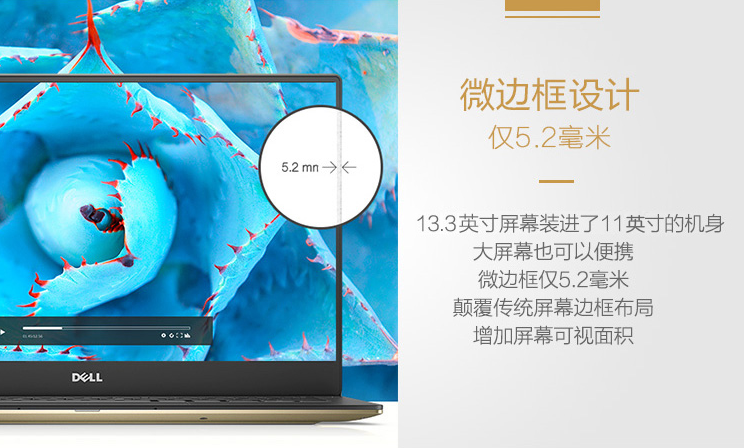 5.2 mm
DELL
微边框设计
仅5.2毫米
13.3英寸屏幕装进了11英寸的机身
大屏幕也可以便携
微边框仅5.2毫米
颠覆传统屏幕边框布局
增加屏幕可视面积